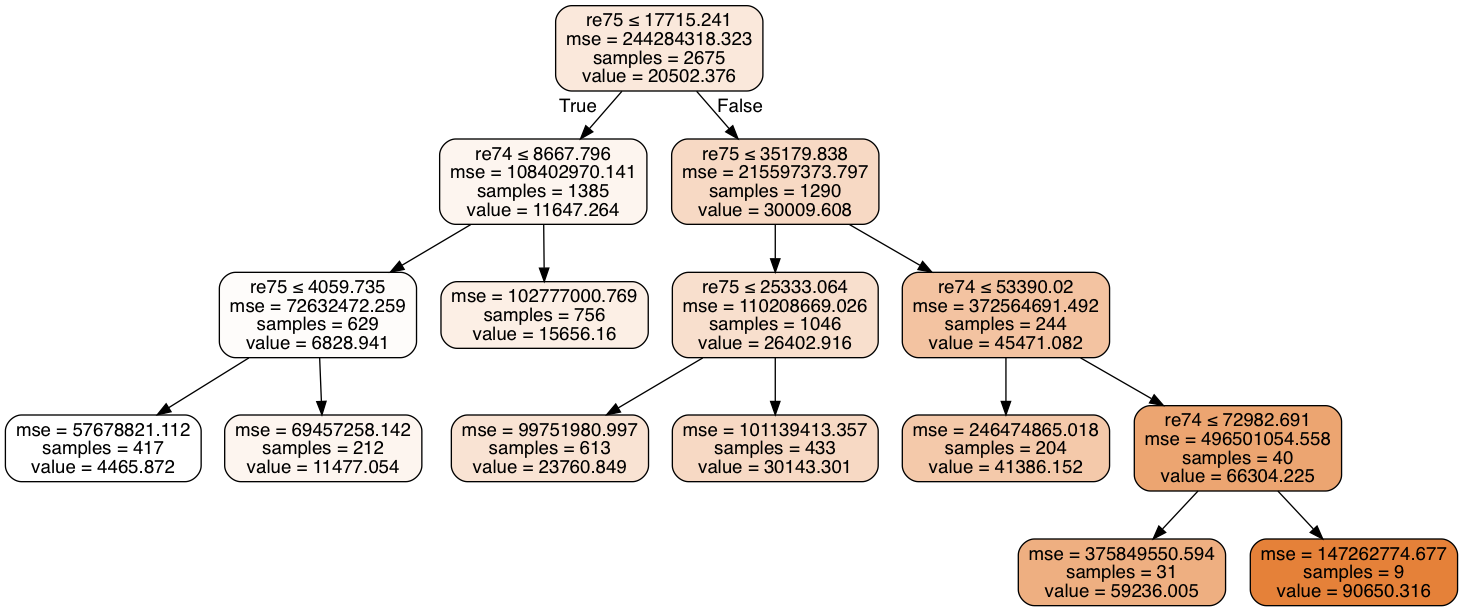 re75 ≤ 17715.241
mse = 244284318.323
samples = 2675
value = 20502.376
True
False
re74 ≤ 8667.796
mse = 108402970.141
samples = 1385
value = 11647.264
re75 ≤ 35179.838
mse = 215597373.797
samples = 1290
value = 30009.608
re75 ≤ 4059.735
mse = 72632472.259
samples = 629
value = 6828.941
mse = 102777000.769
samples = 756
value = 15656.16
re75 ≤ 25333.064
mse = 110208669.026
samples = 1046
value = 26402.916
re74 ≤ 53390.02
mse = 372564691.492
samples = 244
value = 45471.082
mse = 57678821.112
samples = 417
value = 4465.872
mse = 69457258.142
samples = 212
value = 11477.054
mse = 99751980.997
samples = 613
value = 23760.849
mse = 101139413.357
samples = 433
value = 30143.301
mse = 246474865.018
samples = 204
value = 41386.152
re74 ≤ 72982.691
mse = 496501054.558
samples = 40
value = 66304.225
mse = 375849550.594
samples = 31
value = 59236.005
mse = 147262774.677
samples = 9
value = 90650.316